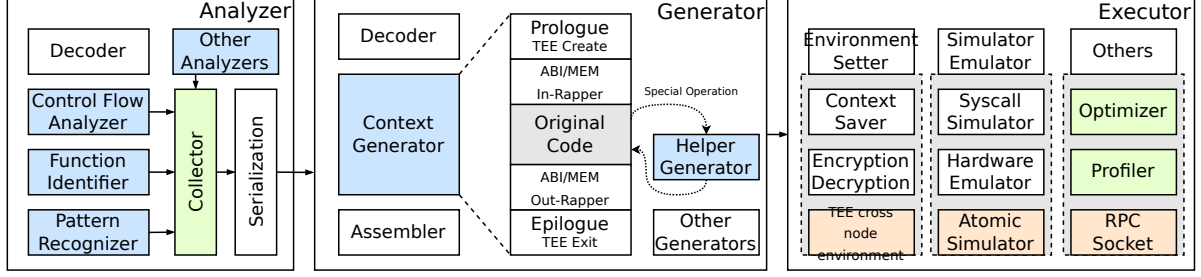 Analyzer
Decoder
Other
Analyzers
Control Flow
Analyzer
Function
Identifier
Pattern
Recognizer
Collector
Serialization
Generator
Decoder
Context
Generator
Assembler
Prologue
TEE Create
ABI/MEM
In-Rapper
Original
Code
ABI/MEM
Out-Rapper
Epilogue
TEE Exit
Special Operation
Helper
Generator
Other
Generators
Executor
Environment
Setter
Context
Saver
Encryption
Decryption
TEE cross
node
environment
Simulator
Emulator
Syscall
Simulator
Hardware
Emulator
Atomic
Simulator
Others
Optimizer
Profiler
RPC
Socket